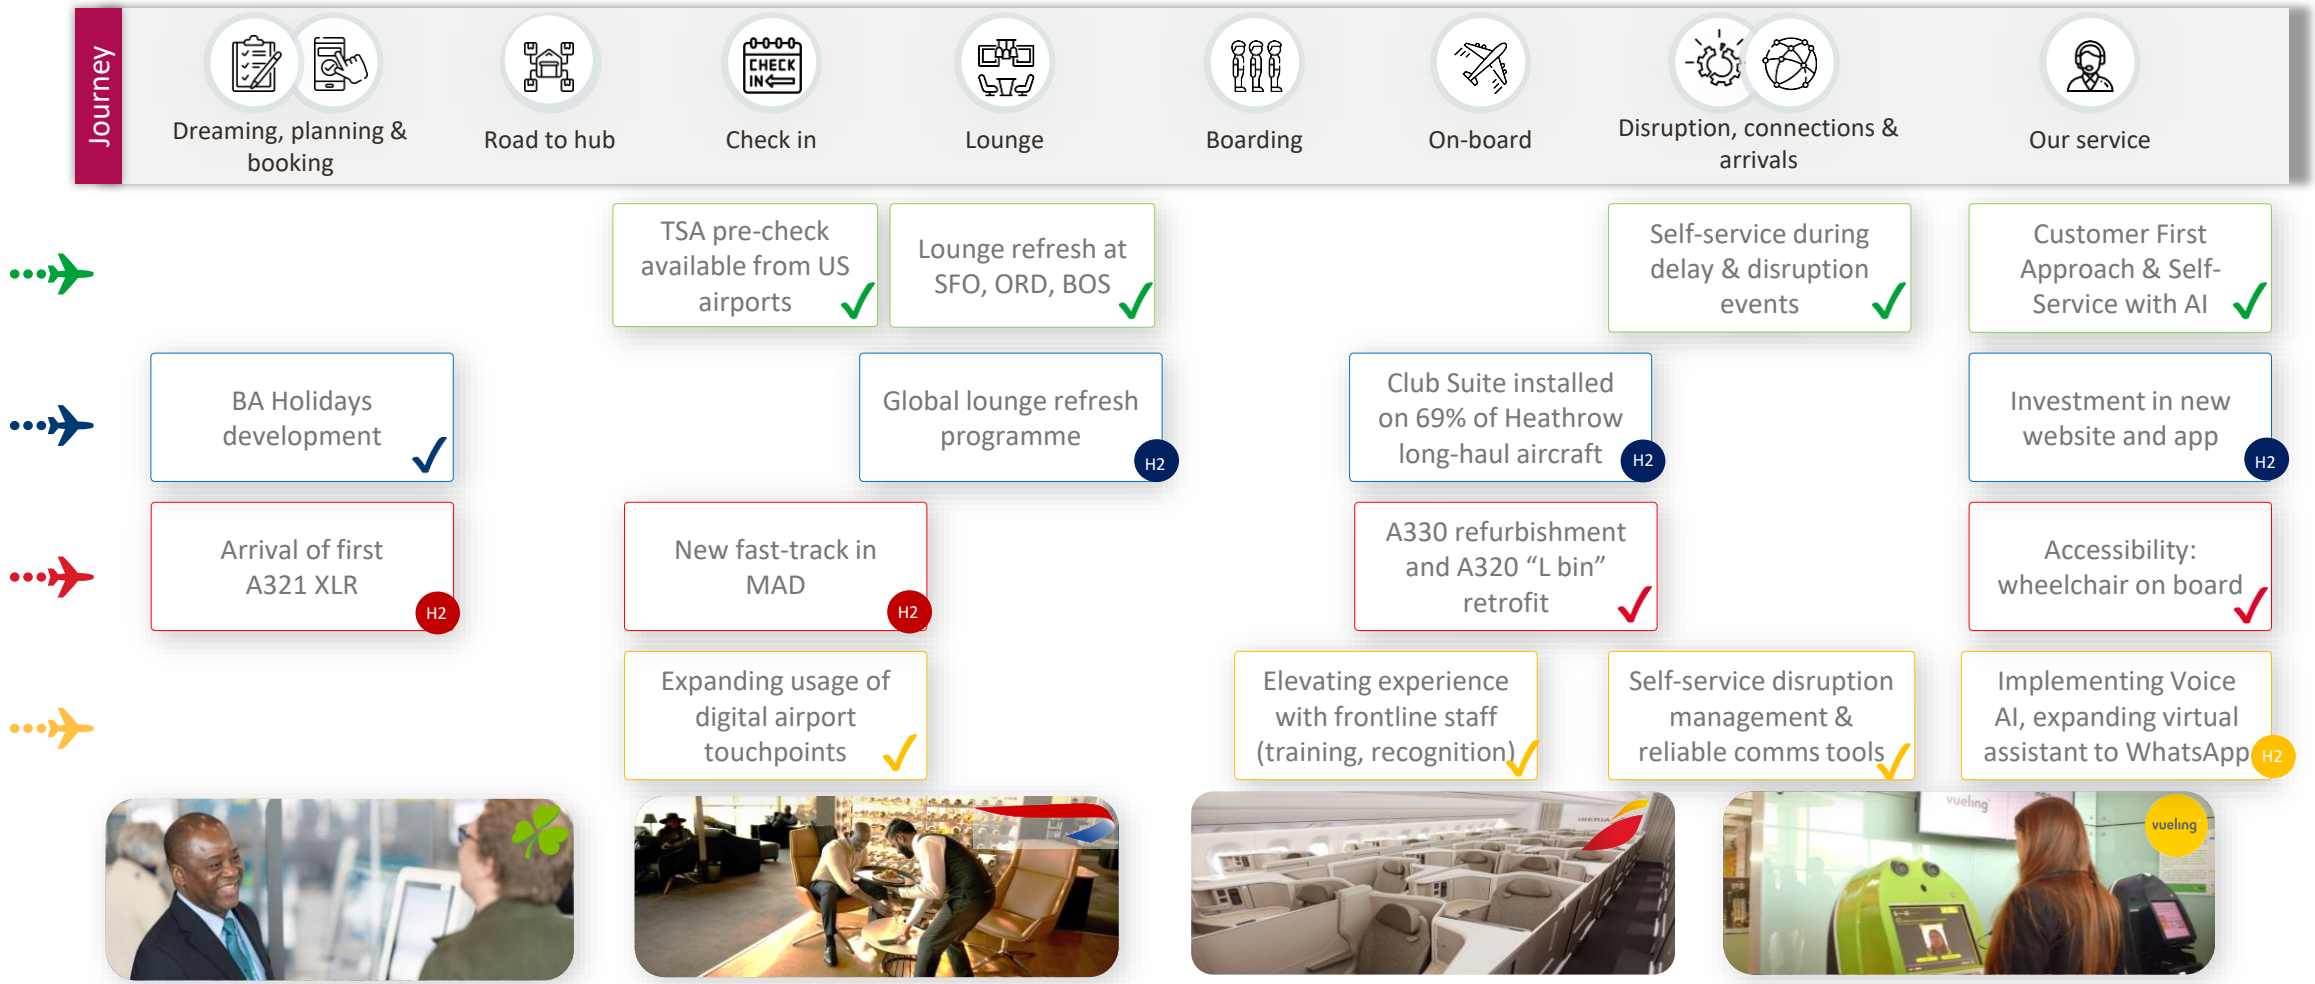 Journey
Dreaming, planning &
booking
Road to hub
CHECK
IN
Check in
Lounge
Boarding
On-board
Disruption, connections &
arrivals
Our service
TSA pre-check
available from US
airports
Lounge refresh at
SFO, ORD, BOS
Self-service during
delay & disruption
events
Customer First
Approach & Self-
Service with AI
BA Holidays
development
Global lounge refresh
programme
H2
Club Suite installed
on 69% of Heathrow
long-haul aircraft
H2
Investment in new
website and app
H2
Arrival of first
A321 XLR
H2
New fast-track in
MAD
H2
A330 refurbishment
and A320 “L bin”
retrofit
Accessibility:
wheelchair on board
Expanding usage of
digital airport
touchpoints
Elevating experience
with frontline staff
(training, recognition)
Self-service disruption
management &
reliable comms tools
Implementing Voice
AI, expanding virtual
assistant to WhatsApp
H2
IBERIA
vueling
vueling